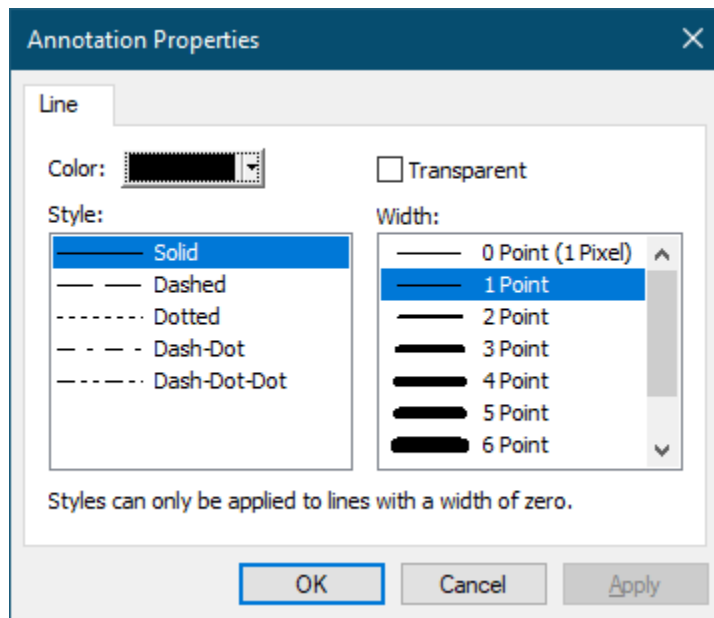 Annotation Properties
Line
Color:
Transparent
Style:
Width:
Solid
Dashed
Dotted
Dash-Dot
Dash-Dot-Dot
0 Point (1 Pixel)
1 Point
2 Point
3 Point
4 Point
5 Point
6 Point
Styles can only be applied to lines with a width of zero.
OK
Cancel
Apply